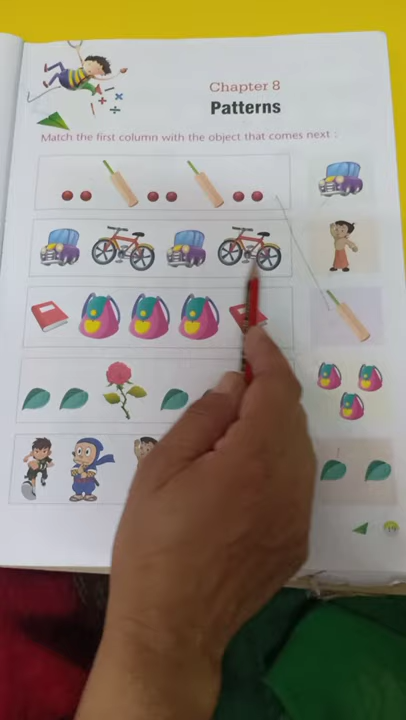 Chapter 8
Patterns
Match the first column with the object that comes next :